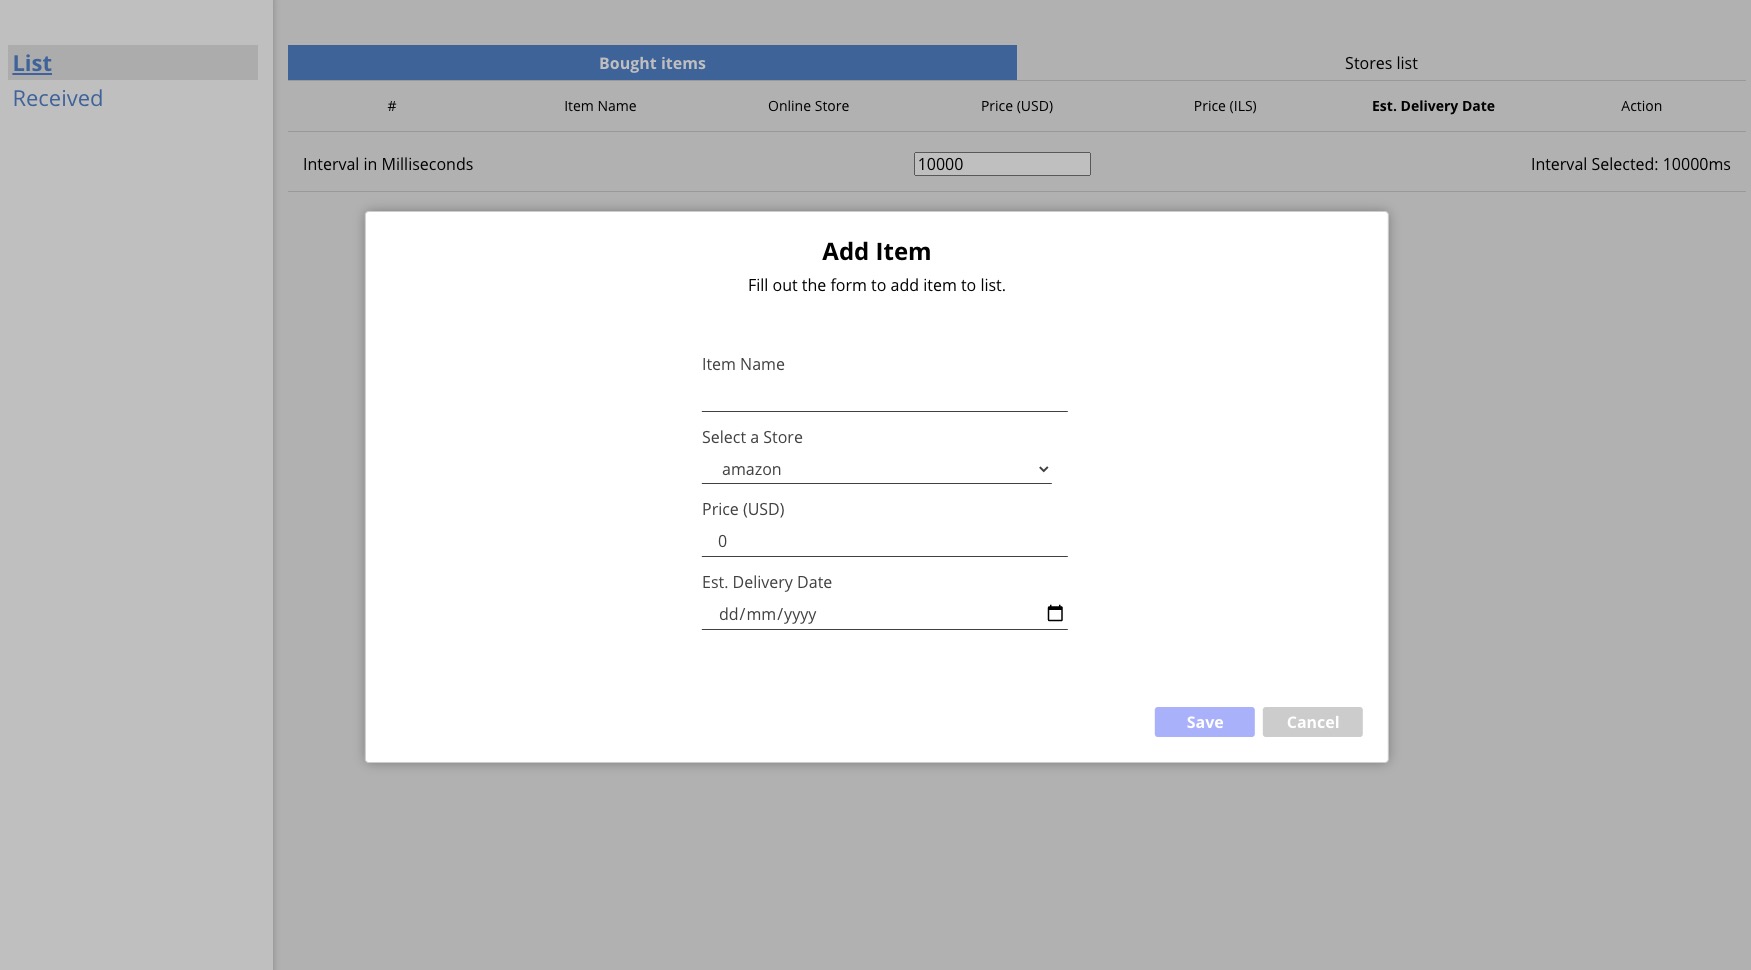 List
Received
Bought items
Stores list
#
Item Name
Online Store
Price (USD)
Price (ILS)
Est. Delivery Date
Action
Interval in Milliseconds
10000
Interval Selected: 10000ms
Add Item
Fill out the form to add item to list.
Item Name
Select a Store
amazon
Price (USD)
0
Est. Delivery Date
dd/mm/yyyy
Save
Cancel